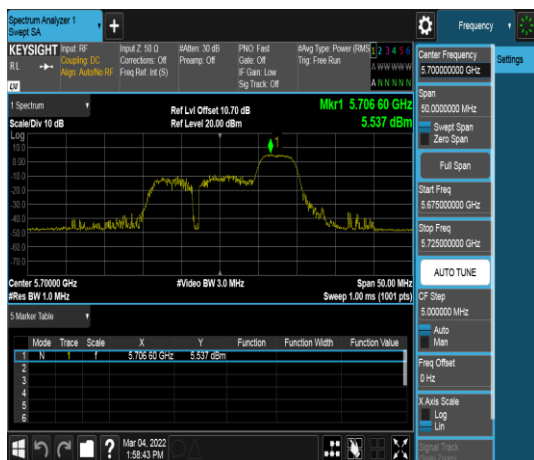 Spectrum Analyzer 1
Swept SA
Frequency
KEYSIGHT
Input: RF
Input Z: 50 Ω
#Atten: 30 dB
PNO: Fast
#Avg Type: Power (RMS
1 2 3 4 5 6
RL
Coupling: DC
Corrections: Off
Preamp: Off
Gate: Off
Trig: Free Run
A WWWWW
Align: Auto/No RF
Freq Ref: Int (S)
IF Gain: Low
Sig Track: Off
A N N N N N
LXI
1 Spectrum
Ref Lvl Offset 10.70 dB
Mkr1 5.706 60 GHz
Scale/Div 10 dB
Ref Level 20.00 dBm
5.537 dBm
Log
10.0
0.00
-10.0
-20.0
-30.0
-40.0
-50.0
-60.0
-70.0
1
Center 5.70000 GHz
#Video BW 3.0 MHz
Span 50.00 MHz
#Res BW 1.0 MHz
Sweep 1.00 ms (1001 pts)
5 Marker Table
Mode Trace Scale X Y Function Function Width Function Value
1 N 1 f 5.706 60 GHz 5.537 dBm
2
3
4
5
6
Mar 04, 2022
1:58:43 PM
Center Frequency
5.700000000 GHz
Settings
Span
50.0000000 MHz
Swept Span
Zero Span
Full Span
Start Freq
5.675000000 GHz
Stop Freq
5.725000000 GHz
AUTO TUNE
CF Step
5.000000 MHz
Auto
Man
Freq Offset
0 Hz
X Axis Scale
Log
Lin
Signal Track
(Span Zoom)